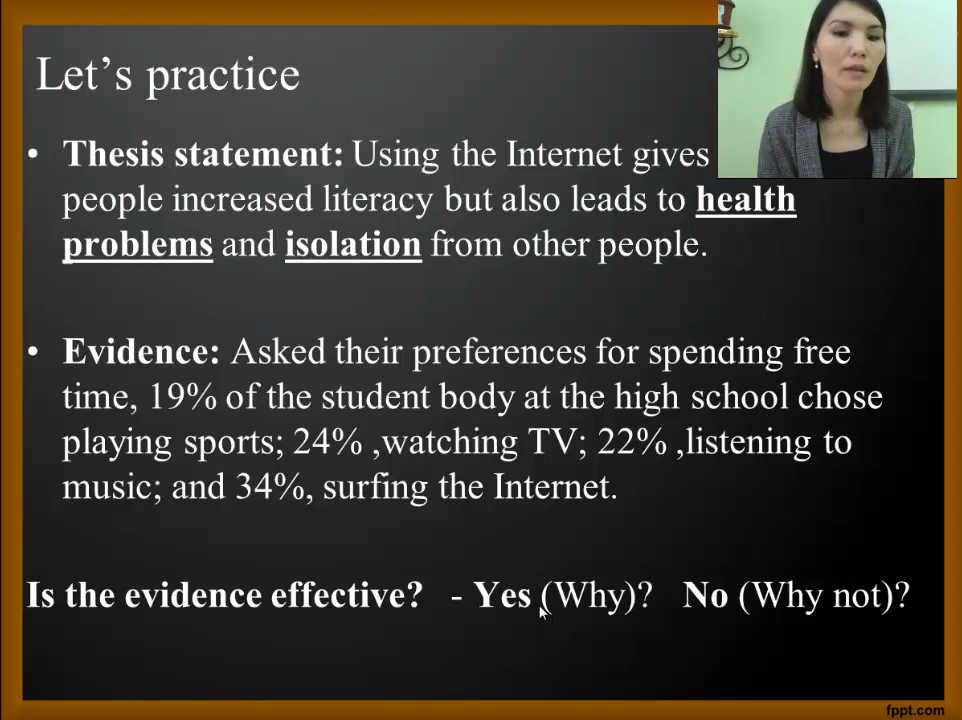 Let's practice
• Thesis statement: Using the Internet gives
people increased literacy but also leads to health
problems and isolation from other people.
• Evidence: Asked their preferences for spending free
time, 19% of the student body at the high school chose
playing sports; 24% ,watching TV; 22% ,listening to
music; and 34%, surfing the Internet.
Is the evidence effective? - Yes (Why)? No (Why not)?
fppt.com